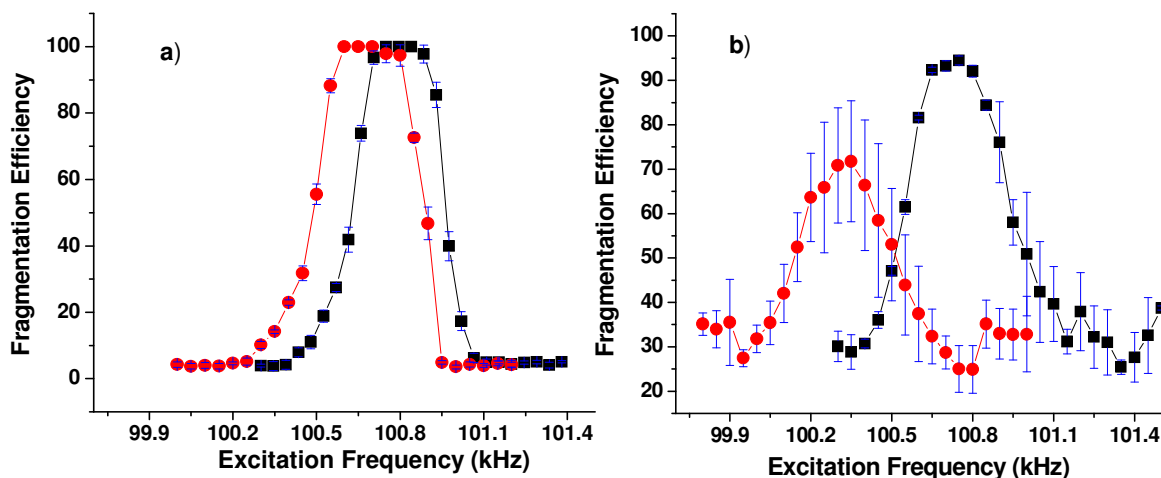 a)
Fragmentation Efficiency
100
80
60
40
20
0
99.9 100.2 100.5 100.8 101.1 101.4
Excitation Frequency (kHz)
b)
Fragmentation Efficiency
100
90
80
70
60
50
40
30
20
99.9 100.2 100.5 100.8 101.1 101.4
Excitation Frequency (kHz)